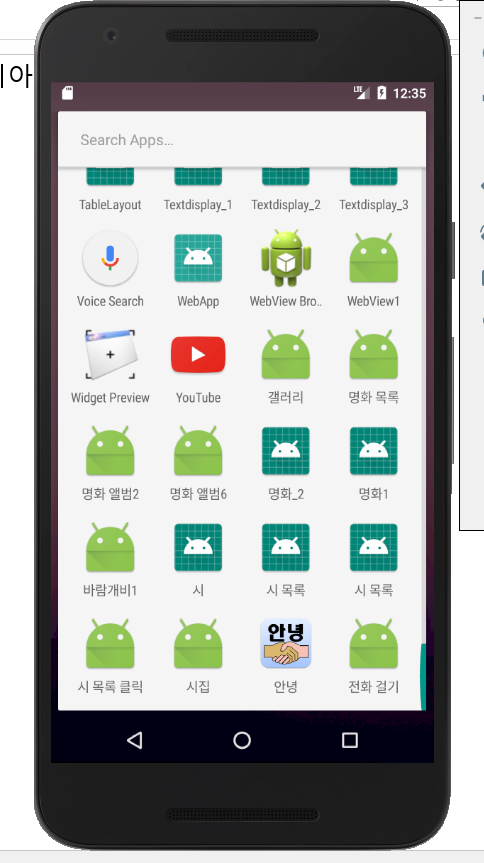 미아
LTE 12:35
Search Apps...
TableLayout Textdisplay_1 Textdisplay_2 Textdisplay_3
Voice Search WebApp WebView Bro.. WebView1
Widget Preview YouTube 갤러리 명화 목록
명화 앨범2 명화 앨범6 명화_2 명화1
바람개비1 시 시 목록 시 목록
안녕
시 목록 클릭 시집 안녕 전화 걸기